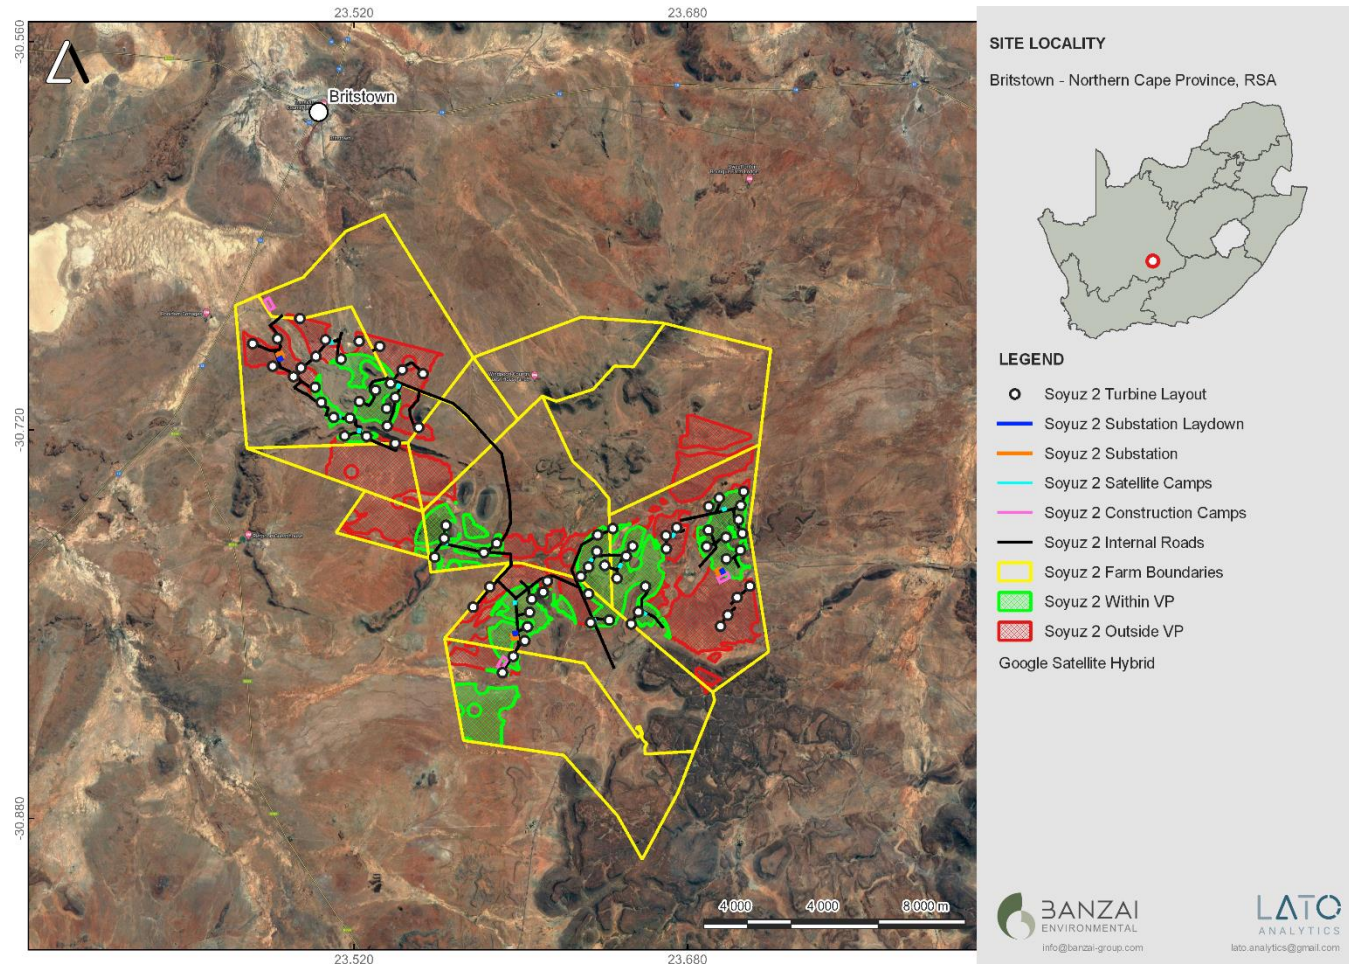 23.520
23.680
-30.560
Britstown
-30.720
-30.880
4 000
4 000
8 000 m
23.520
23.680
SITE LOCALITY
Britstown - Northern Cape Province, RSA
LEGEND
Soyuz 2 Turbine Layout
Soyuz 2 Substation Laydown
Soyuz 2 Substation
Soyuz 2 Satellite Camps
Soyuz 2 Construction Camps
Soyuz 2 Internal Roads
Soyuz 2 Farm Boundaries
Soyuz 2 Within VP
Soyuz 2 Outside VP
Google Satellite Hybrid
BANZAI
ENVIRONMENTAL
info@banzai-group.com
LATO
ANALYTICS
lato.analytics@gmail.com